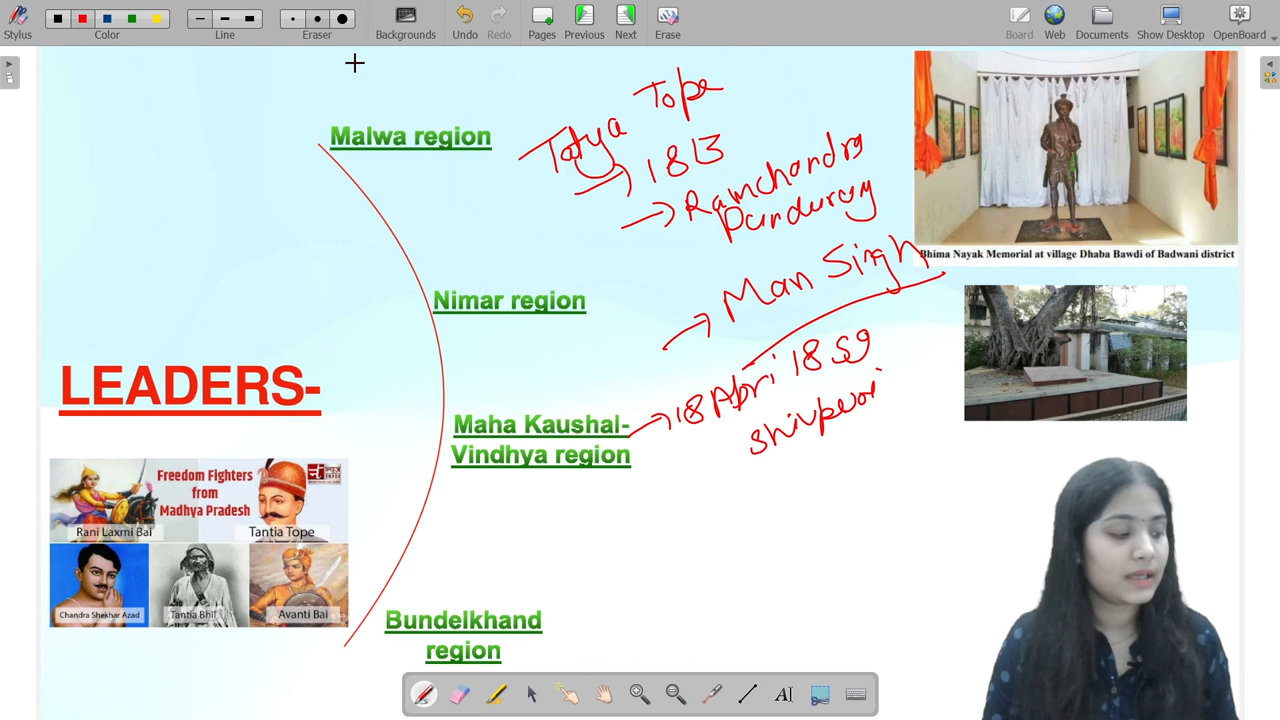 Stylus
Color
Line
Eraser
Backgrounds
Undo
Redo
Pages
Previous
Next
Erase
Board
Web
Documents
Show Desktop
OpenBoard
Malwa region
Tatya Tope
1813
Ramchandra
Pandurang
Bhima Nayak Memorial at village Dhaba Bawdi of Badwani district
Nimar region
Man Singh
LEADERS-
18 Apri 1859
Shivpuri
Maha Kaushal-
Vindhya region
Freedom Fighters
from
Madhya Pradesh
Rani Laxmi Bai
Tantia Tope
Chandra Shekhar Azad
Tantia Bhil
Avanti Bai
Bundelkhand
region